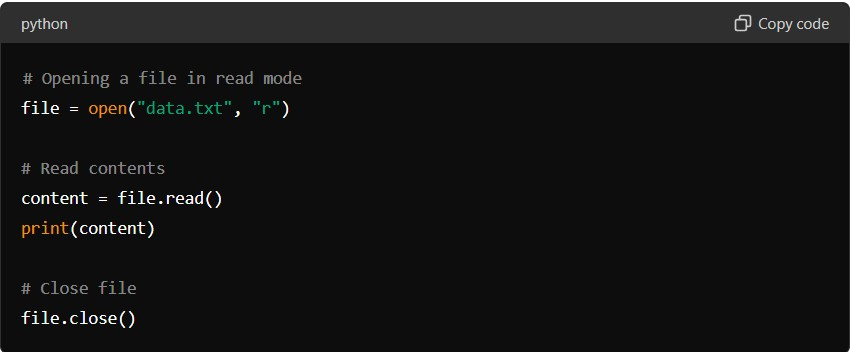 python
Copy code
# Opening a file in read mode
file = open("data.txt", "r")
# Read contents
content = file.read()
print(content)
# Close file
file.close()